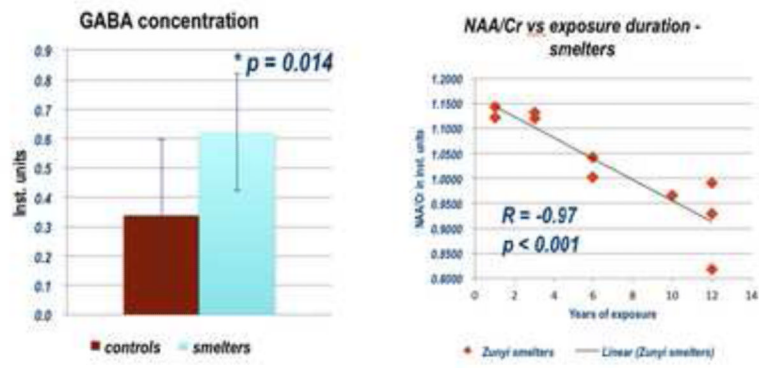 GABA concentration
* p = 0.014
Inst. units
0.9
0.8
0.7
0.6
0.5
0.4
0.3
0.2
0.1
0.0
controls smelters
NAA/Cr vs exposure duration -
smelters
NAA/Cr in inst. units
1.2000
1.1500
1.1000
1.0500
1.0000
0.9500
0.9000
0.8500
0.8000
R = -0.97
p < 0.001
0 2 4 6 8 10 12 14
Years of exposure
Zunyi smelters Linear (Zunyi smelters)